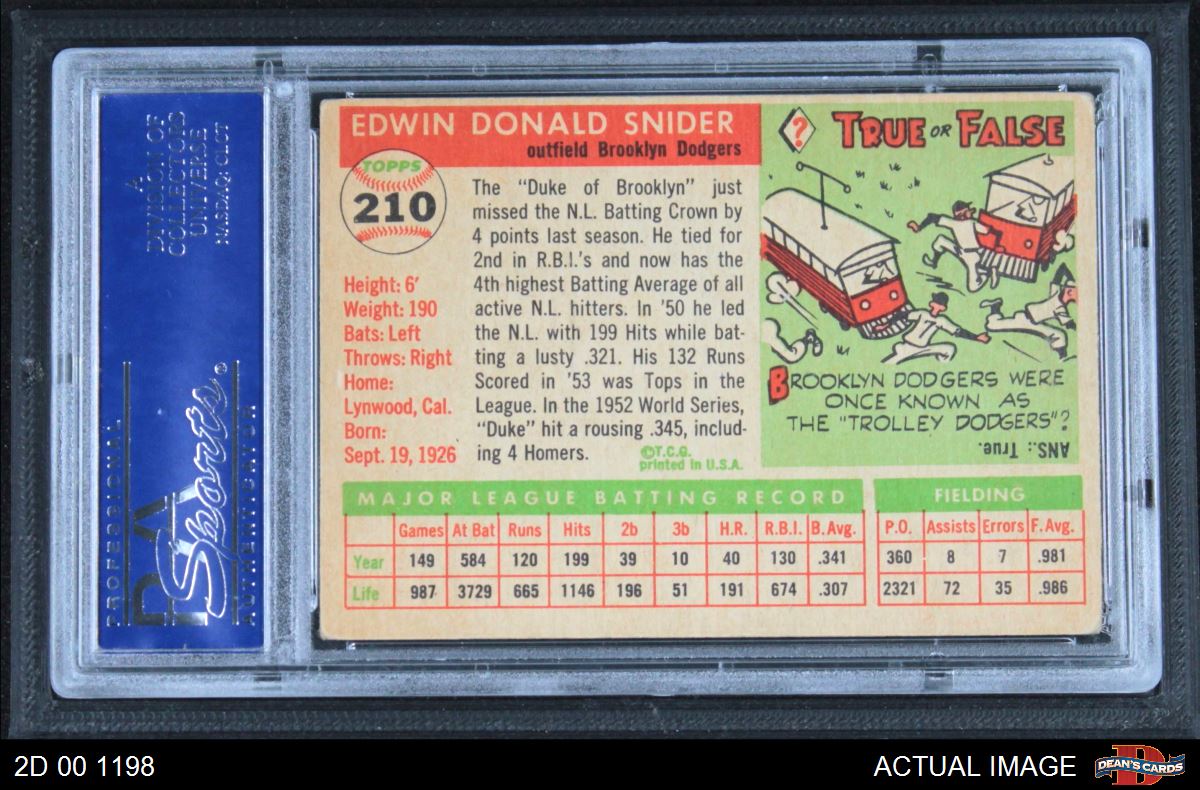 A
DIVISION OF
COLLECTORS
UNIVERSE
NASDAQ: CLCT
PROFESSIONAL
PSA
Sports®
AUTHENTICATOR
EDWIN DONALD SNIDER
outfield Brooklyn Dodgers
TOPPS
210
Height: 6′
Weight: 190
Bats: Left
Throws: Right
Home:
Lynwood, Cal.
Born:
Sept. 19, 1926
The "Duke of Brooklyn" just
missed the N.L. Batting Crown by
4 points last season. He tied for
2nd in R.B.I.'s and now has the
4th highest Batting Average of all
active N.L. hitters. In '50 he led
the N.L. with 199 Hits while bat-
ting a lusty .321. His 132 Runs
Scored in '53 was Tops in the
League. In the 1952 World Series,
"Duke" hit a rousing .345, includ-
ing 4 Homers.
©T.C.G.
printed in U.S.A.
? TRUE OR FALSE
BROOKLYN DODGERS WERE
ONCE KNOWN AS
THE "TROLLEY DODGERS"?
ANS.: True.
MAJOR LEAGUE BATTING RECORD
Games At Bat Runs Hits 2b 3b H.R. R.B.I. B. Avg.
Year 149 584 120 199 39 10 40 130 .341
Life 987 3729 665 1146 196 51 191 674 .307
FIELDING
P.O. Assists Errors F. Avg.
360 8 7 .981
2321 72 35 .986
2D 00 1198
ACTUAL IMAGE
DEAN'S CARDS